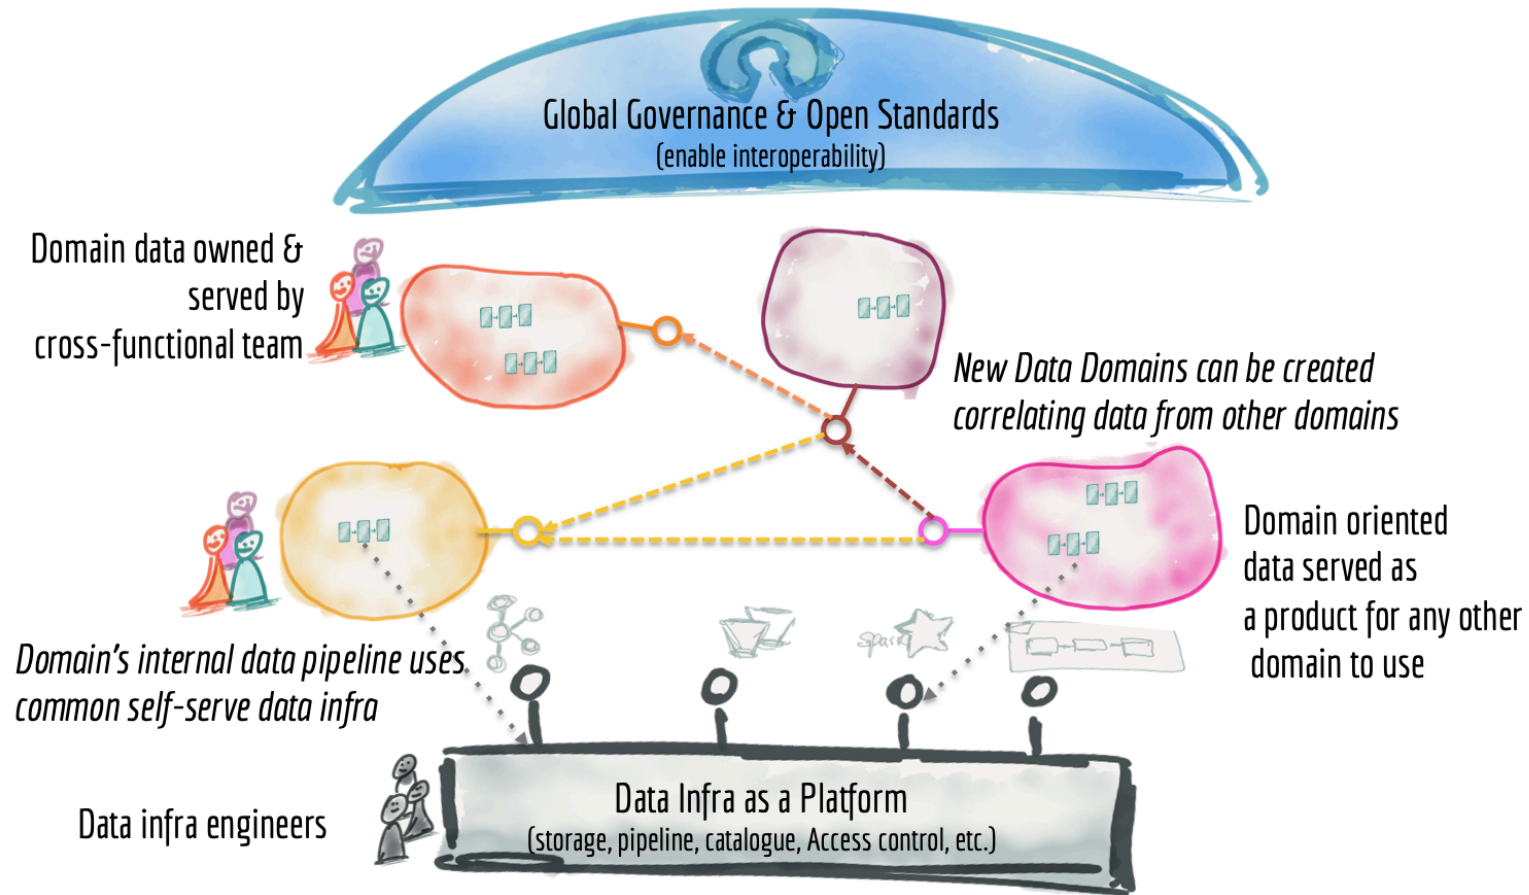 Global Governance & Open Standards
(enable interoperability)
Domain data owned &
served by
cross-functional team
New Data Domains can be created
correlating data from other domains
Domain oriented
data served as
a product for any other
domain to use
Domain's internal data pipeline uses
common self-serve data infra
spark
Data infra engineers
Data Infra as a Platform
(storage, pipeline, catalogue, Access control, etc.)